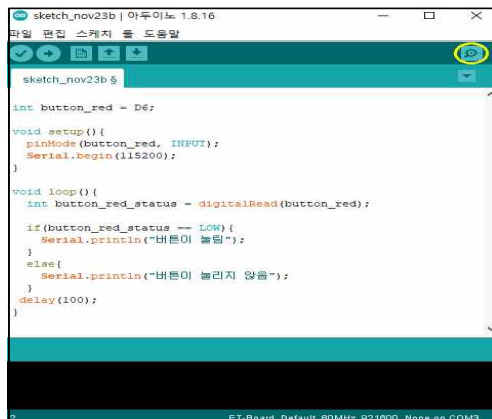 sketch_nov23b | 아두이노 1.8.16
파일 편집 스케치 툴 도움말
sketch_nov23b §
int button_red = D6;
void setup(){
  pinMode(button_red, INPUT);
  Serial.begin(115200);
}
void loop(){
  int button_red_status = digitalRead(button_red);
  if(button_red_status == LOW){
    Serial.println("버튼이 눌림");
  }
  else{
    Serial.println("버튼이 눌리지 않음");
  }
 delay(100);
}
2 ET-Board, Default, 80MHz, 921600, None on COM3